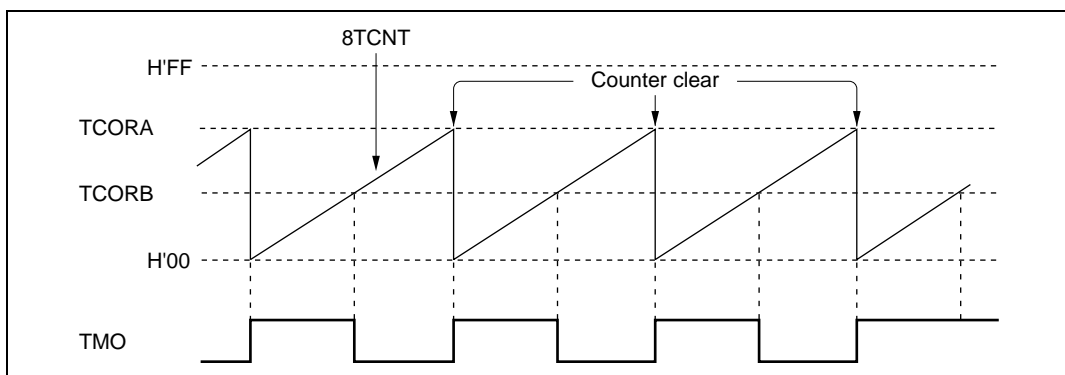 8TCNT
H'FF
Counter clear
TCORA
TCORB
H'00
TMO